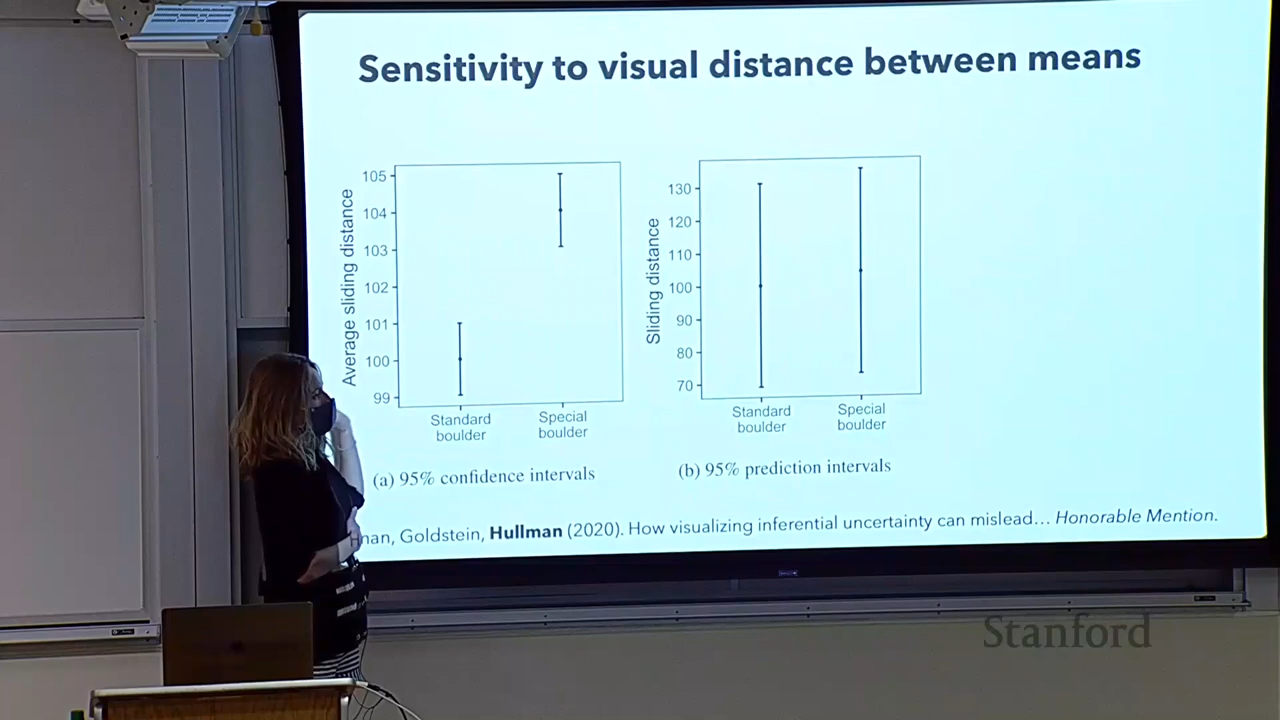 Sensitivity to visual distance between means
Average sliding distance
105
104
103
102
101
100
99
Standard
boulder
Special
boulder
(a) 95% confidence intervals
Sliding distance
130
120
110
100
90
80
70
Standard
boulder
Special
boulder
(b) 95% prediction intervals
Goldstein, Hullman (2020). How visualizing inferential uncertainty can mislead… Honorable Mention.
Stanford